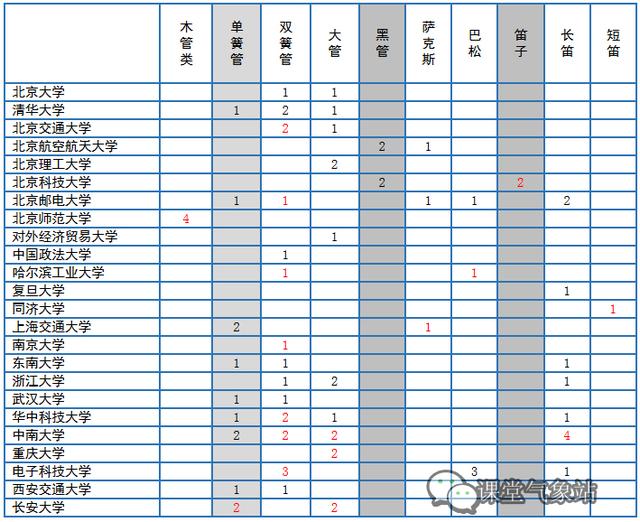 木管类 单簧管 双簧管 大管 黑管 萨克斯 巴松 笛子 长笛 短笛
北京大学 1 1
清华大学 1 2 1
北京交通大学 2 1
北京航空航天大学 2 1
北京理工大学 2
北京科技大学 2 2
北京邮电大学 1 1 1 1 2
北京师范大学 4
对外经济贸易大学 1
中国政法大学 1
哈尔滨工业大学 1 1
复旦大学 1
同济大学 1
上海交通大学 2 1
南京大学 1
东南大学 1 1 1
浙江大学 1 2 1
武汉大学 1 1
华中科技大学 1 2 1 1
中南大学 2 2 2 4
重庆大学 2
电子科技大学 3 3 1
西安交通大学 1 1
长安大学 2 2
课堂气象站